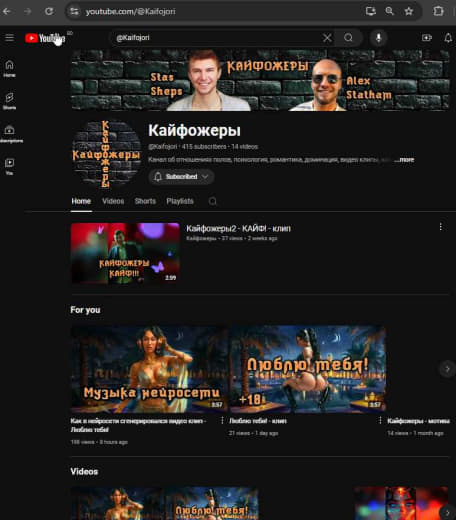 youtube.com/@Kaifojori
YouTube
@Kaifojori
Home
Shorts
Subscriptions
You
КАЙФОЖЕРЫ
Stas
Sheps
Alex
Statham
Кайфожеры
Кайфожеры
Кайфожеры
@Kaifojori · 415 subscribers · 14 videos
Канал об отношениях полов, психология, романтика, доминация, видео клипы,
...more
Subscribed
Home Videos Shorts Playlists
КАЙФОЖЕРЫ
КАЙФ!!!
2:59
Кайфожеры2 - КАЙФ! - клип
Кайфожеры • 37 views • 2 weeks ago
For you
Музыка нейросети
3:57
Как в нейросети сгенерировался видео клип -
Люблю тебя!
198 views • 8 hours ago
Люблю тебя!
+18
3:57
Люблю тебя! - клип
21 views • 1 day ago
Кайфожеры - мотива
14 views • 1 month ago
Videos
Люблю тебя!